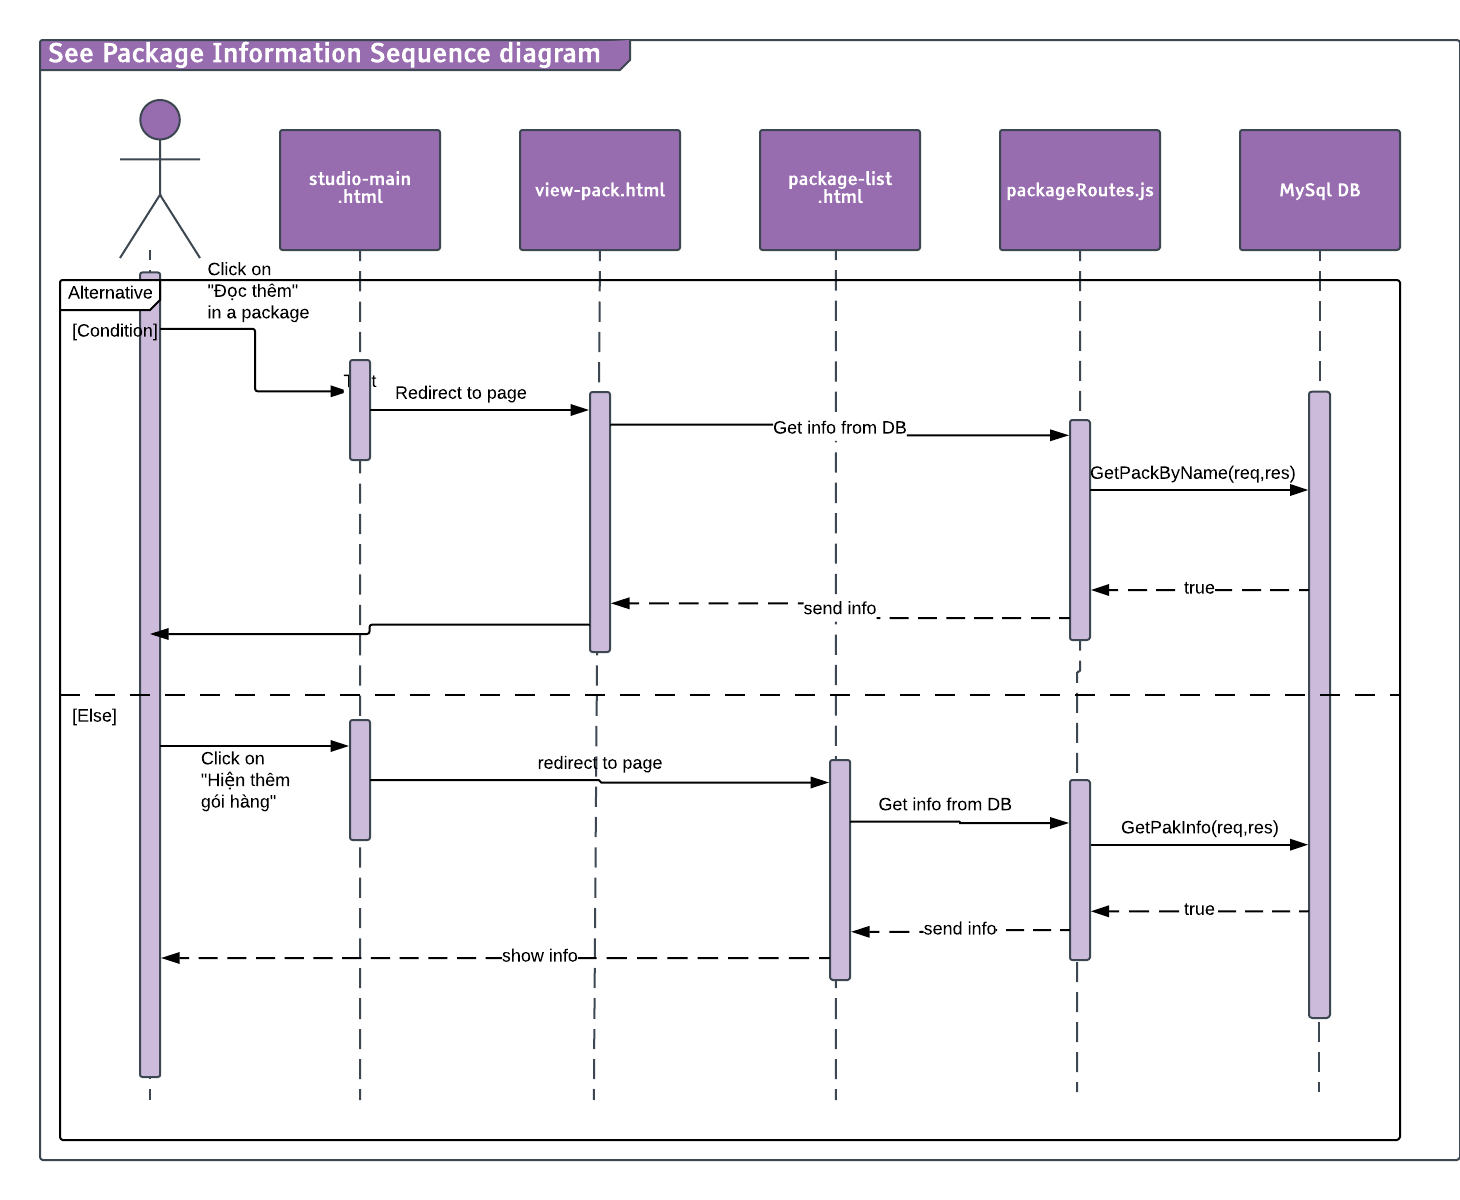 See Package Information Sequence diagram
studio-main
.html
view-pack.html
package-list
.html
packageRoutes.js
MySql DB
Click on
"Đọc thêm"
in a package
Alternative
[Condition]
Redirect to page
Get info from DB
GetPackByName(req,res)
true
send info
[Else]
Click on
"Hiện thêm
gói hàng"
redirect to page
Get info from DB
GetPakInfo(req,res)
true
send info
show info